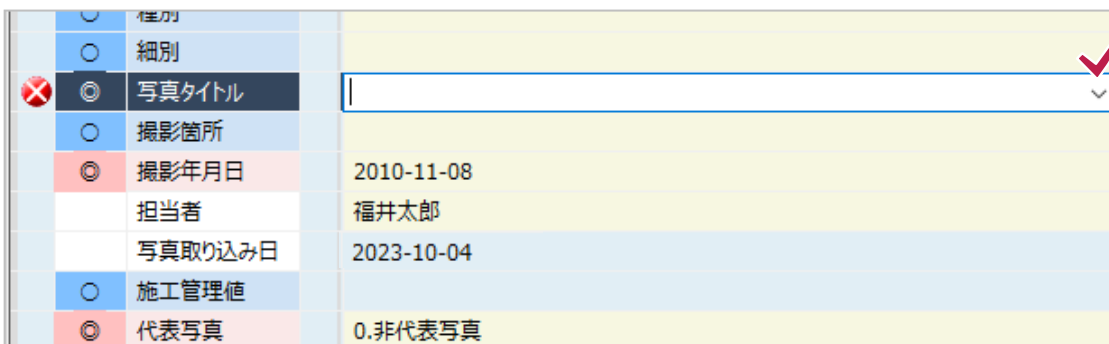 ○ 種別
○ 細別
◎ 写真タイトル
○ 撮影箇所
◎ 撮影年月日 2010-11-08
担当者 福井太郎
写真取り込み日 2023-10-04
○ 施工管理値
◎ 代表写真 0.非代表写真